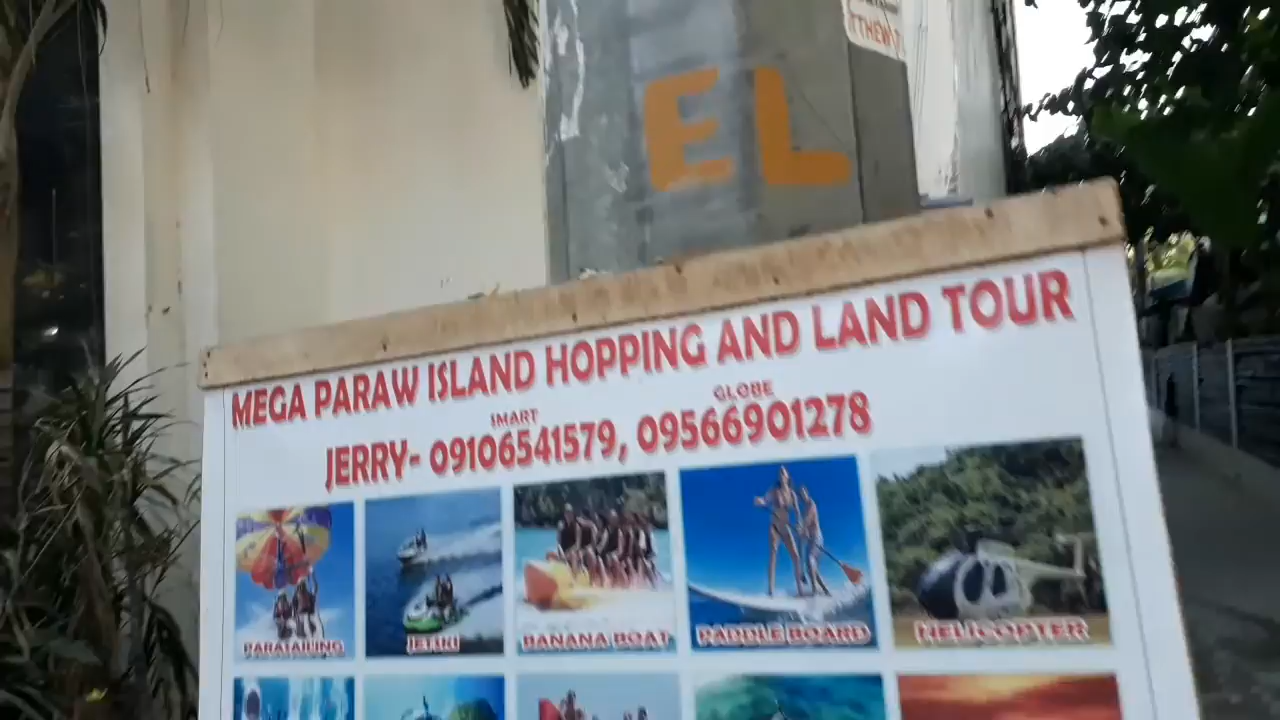 EL
MEGA PARAW ISLAND HOPPING AND LAND TOUR
SMART GLOBE
JERRY- 09106541579, 09566901278
PARASAILING JETSKI BANANA BOAT PADDLE BOARD HELICOPTER